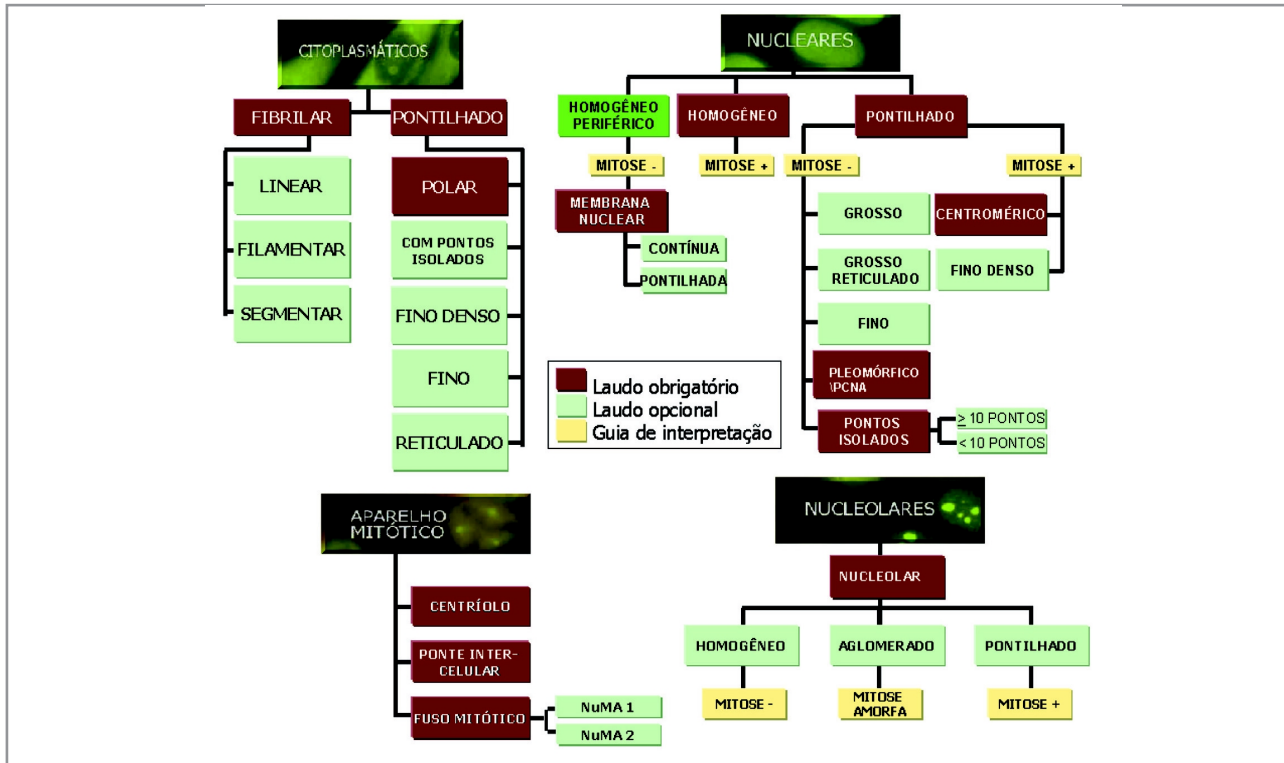 CITOPLASMÁTICOS
FIBRILAR
PONTILHADO
LINEAR
FILAMENTAR
SEGMENTAR
POLAR
COM PONTOS
ISOLADOS
FINO DENSO
FINO
RETICULADO
NUCLEARES
HOMOGÊNEO
PERIFÉRICO
HOMOGÊNEO
PONTILHADO
MITOSE -
MITOSE +
MITOSE -
MITOSE +
MEMBRANA
NUCLEAR
CONTÍNUA
PONTILHADA
GROSSO
GROSSO
RETICULADO
FINO
PLEOMÓRFICO
\PCNA
PONTOS
ISOLADOS
≥ 10 PONTOS
< 10 PONTOS
CENTROMÉRICO
FINO DENSO
Laudo obrigatório
Laudo opcional
Guia de interpretação
APARELHO
MITÓTICO
CENTRÍOLO
PONTE INTER-
CELULAR
FUSO MITÓTICO
NuMA 1
NuMA 2
NUCLEOLARES
NUCLEOLAR
HOMOGÊNEO
AGLOMERADO
PONTILHADO
MITOSE -
MITOSE
AMORFA
MITOSE +